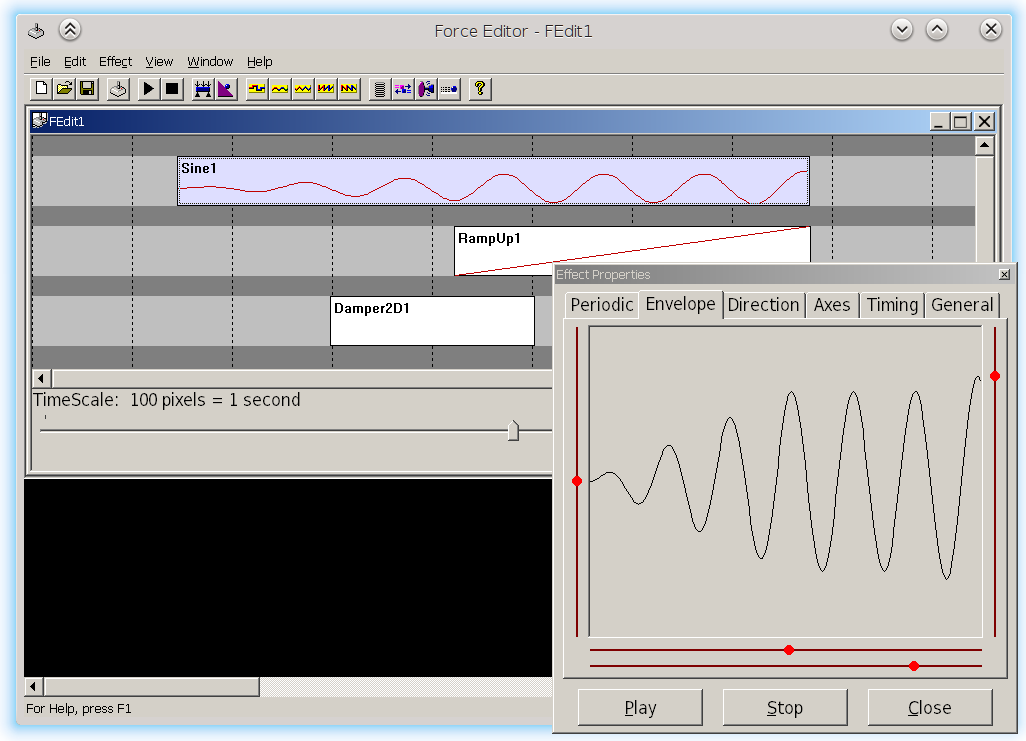 Force Editor - FEdit1
File Edit Effect View Window Help
FEdit1
Sine1
RampUp1
Effect Properties
Periodic Envelope Direction Axes Timing General
Damper2D1
TimeScale: 100 pixels = 1 second
Play Stop Close
For Help, press F1